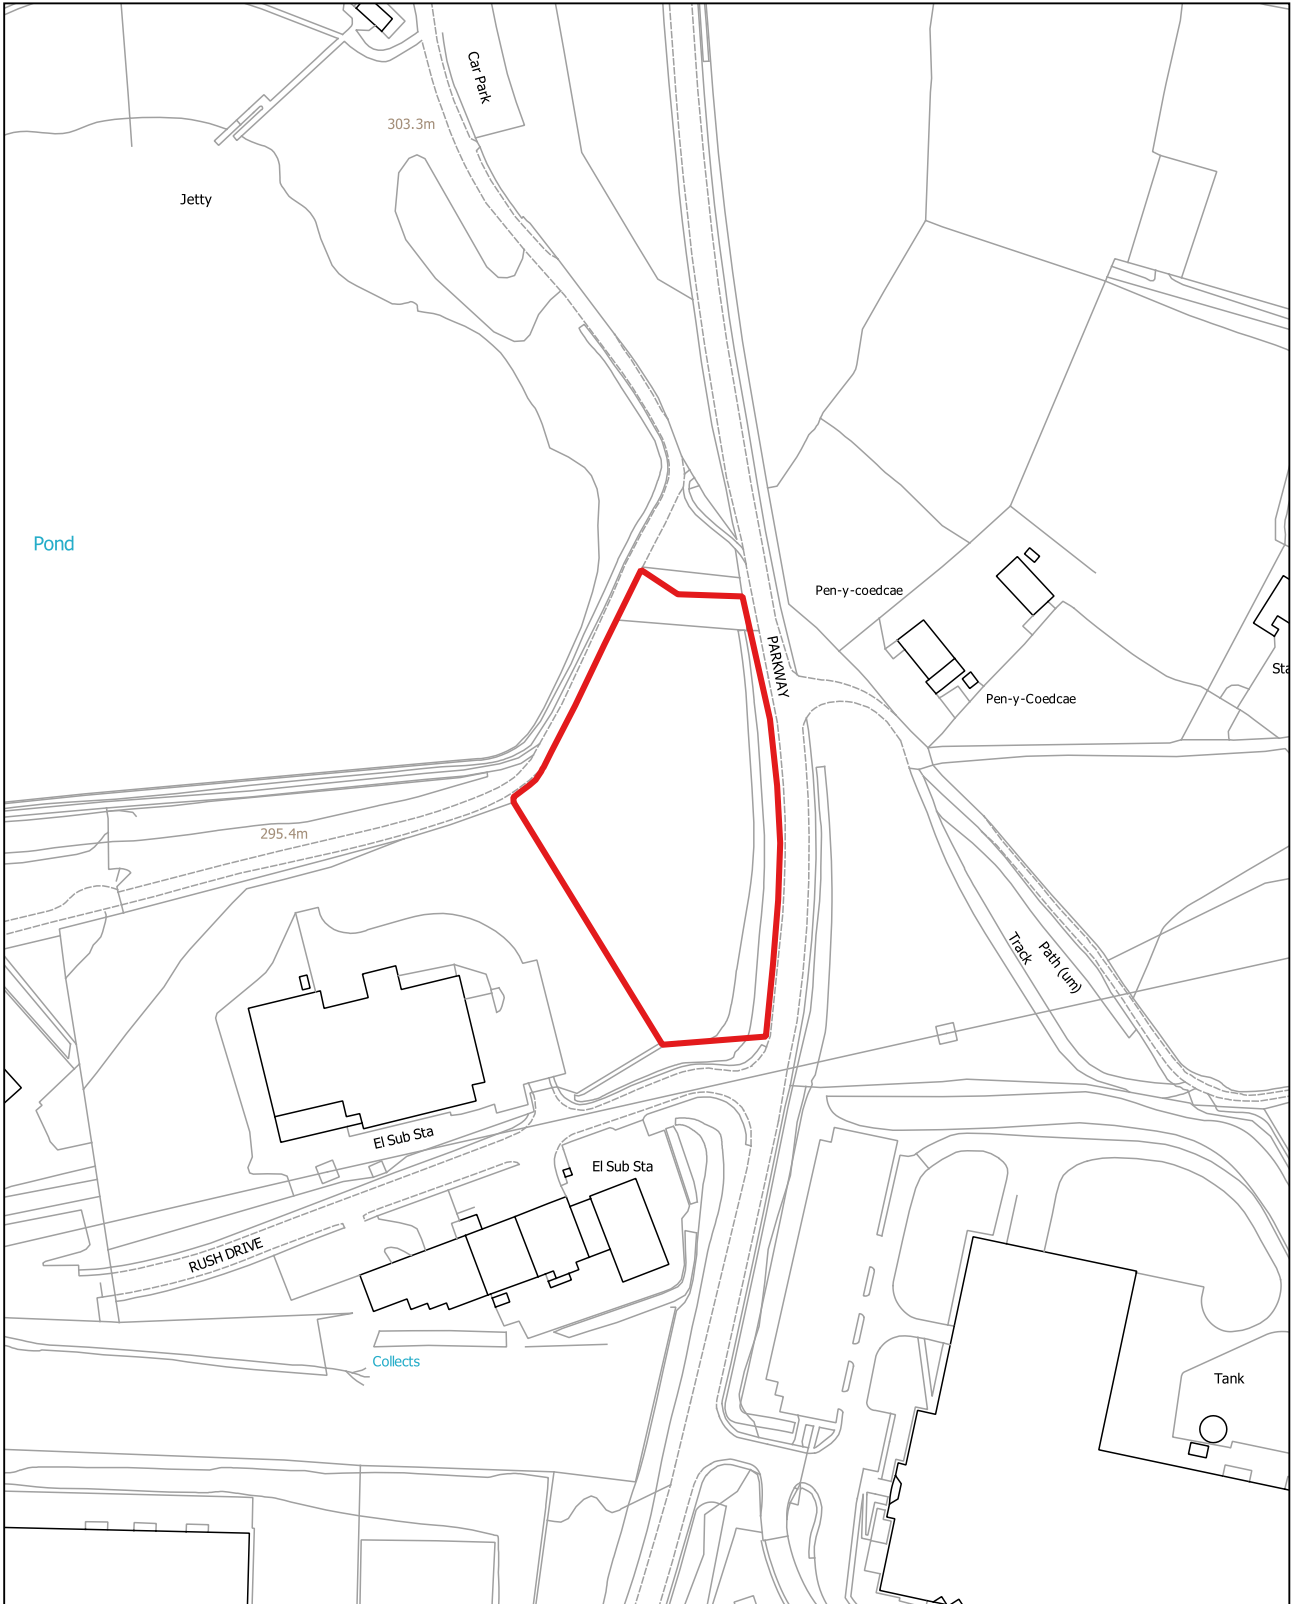 Car Park
303.3m
Jetty
Pond
Pen-y-coedcae
PARKWAY
Sta
Pen-y-Coedcae
295.4m
Track
Path (um)
El Sub Sta
El Sub Sta
RUSH DRIVE
Collects
Tank